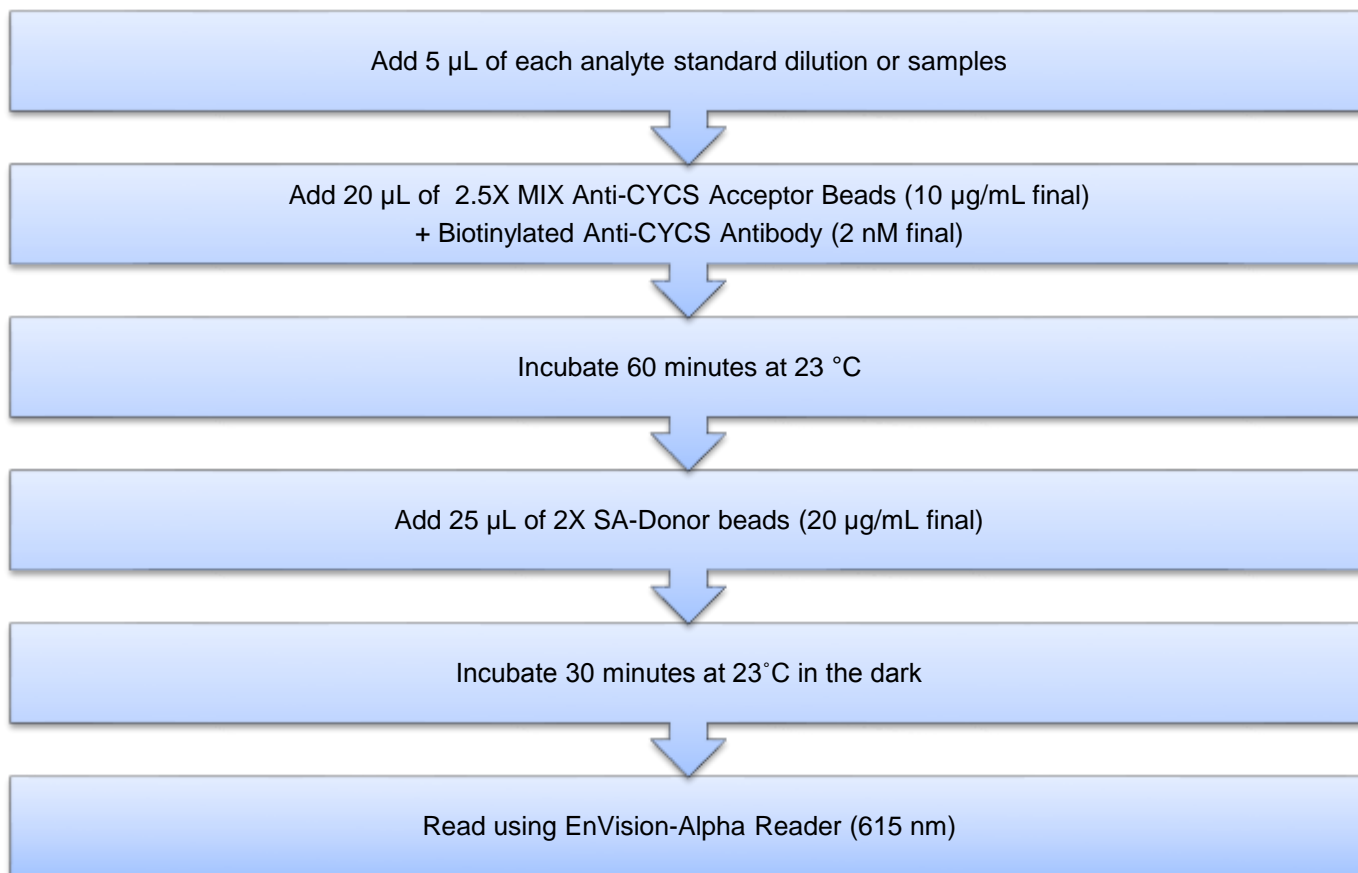 Add 5 µL of each analyte standard dilution or samples
Add 20 µL of  2.5X MIX Anti-CYCS Acceptor Beads (10 µg/mL final)
+ Biotinylated Anti-CYCS Antibody (2 nM final)
Incubate 60 minutes at 23 °C
Add 25 µL of 2X SA-Donor beads (20 µg/mL final)
Incubate 30 minutes at 23˚C in the dark
Read using EnVision-Alpha Reader (615 nm)